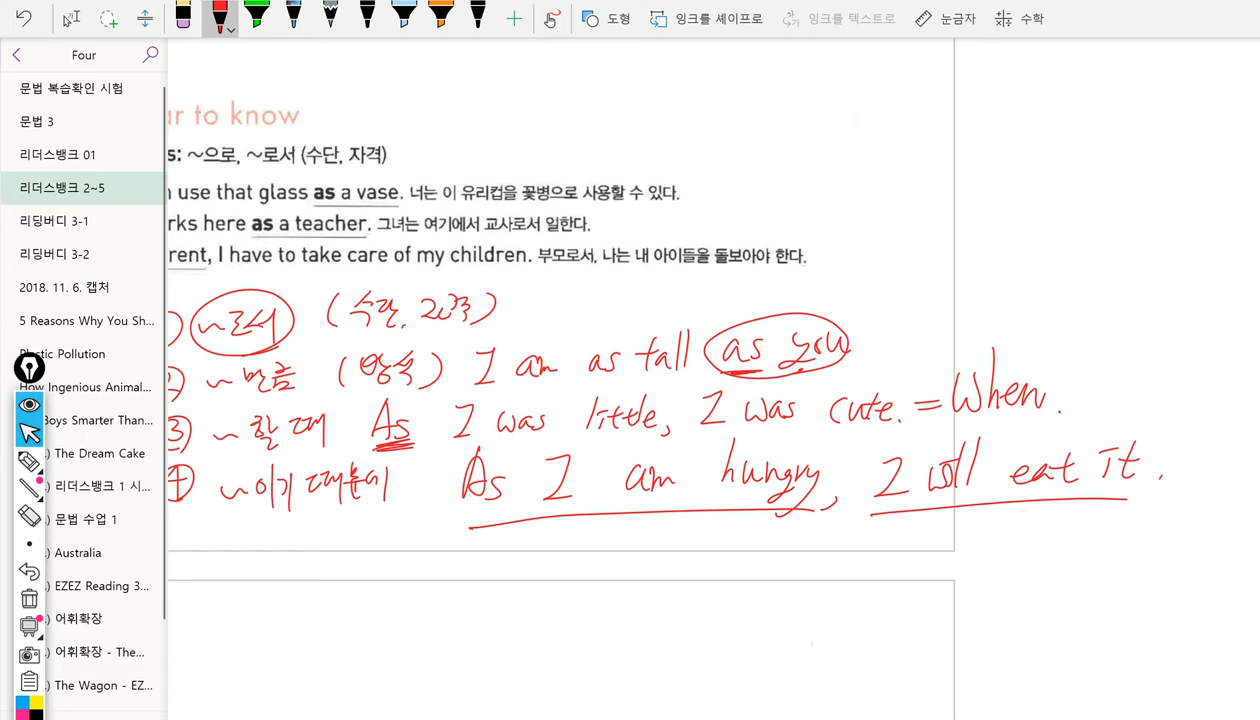 도형
잉크를 셰이프로
잉크를 텍스트로
눈금자
수학
Four
문법 복습확인 시험
문법 3
리더스뱅크 01
리더스뱅크 2~5
리딩버디 3-1
리딩버디 3-2
2018. 11. 6. 캡처
5 Reasons Why You Sh...
Plastic Pollution
How Ingenious Animal...
Boys Smarter Than...
.) The Dream Cake
.) 리더스뱅크 1 시...
.) 문법 수업 1
.) Australia
.) EZEZ Reading 3...
.) 어휘확장
.) 어휘확장 - The...
.) The Wagon - EZ...
ur to know
s: ~으로, ~로서 (수단, 자격)
use that glass as a vase. 너는 이 유리컵을 꽃병으로 사용할 수 있다.
rks here as a teacher. 그녀는 여기에서 교사로서 일한다.
rent, I have to take care of my children. 부모로서, 나는 내 아이들을 돌보아야 한다.
~로서 (수단, 자격)
~만큼 (원급) I am as tall as you
③ ~할 때 As I was little, I was cute. = When.
④ ~이기 때문에 As I am hungry, I will eat it.